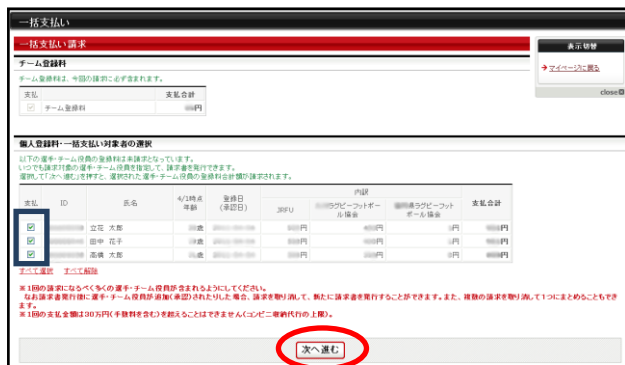 一括支払い
一括支払い請求
表示切替
チーム登録料
マイページに戻る
チーム登録料は、今回の請求に必ず含まれます。
close
支払 支払合計
チーム登録料 円
個人登録料・一括支払い対象者の選択
以下の選手・チーム役員の登録料は未請求となっています。
いつでも請求対象の選手・チーム役員を指定して、請求書を発行できます。
選択して「次へ進む」を押すと、選択された選手・チーム役員の登録料合計額が請求されます。
支払 ID 氏名 4/1時点年齢 登録日(承認日) 内訳 支払合計
JRFU ラグビーフットボール協会 県ラグビーフットボール協会
立花 太郎 歳 円 円 円 円
田中 花子 歳 円 円 円 円
高橋 太郎 歳 円 円 円 円
すべて選択 すべて解除
※1回の請求になるべく多くの選手・チーム役員が含まれるようにしてください。
なお請求書発行後に選手・チーム役員が追加(承認)されたりした場合、請求を取り消して、新たに請求書を発行することができます。また、複数の請求を取り消して1つにまとめることもできます。
※1回の支払金額は30万円(手数料を含む)を超えることはできません(コンビニ収納代行の上限)。
次へ進む